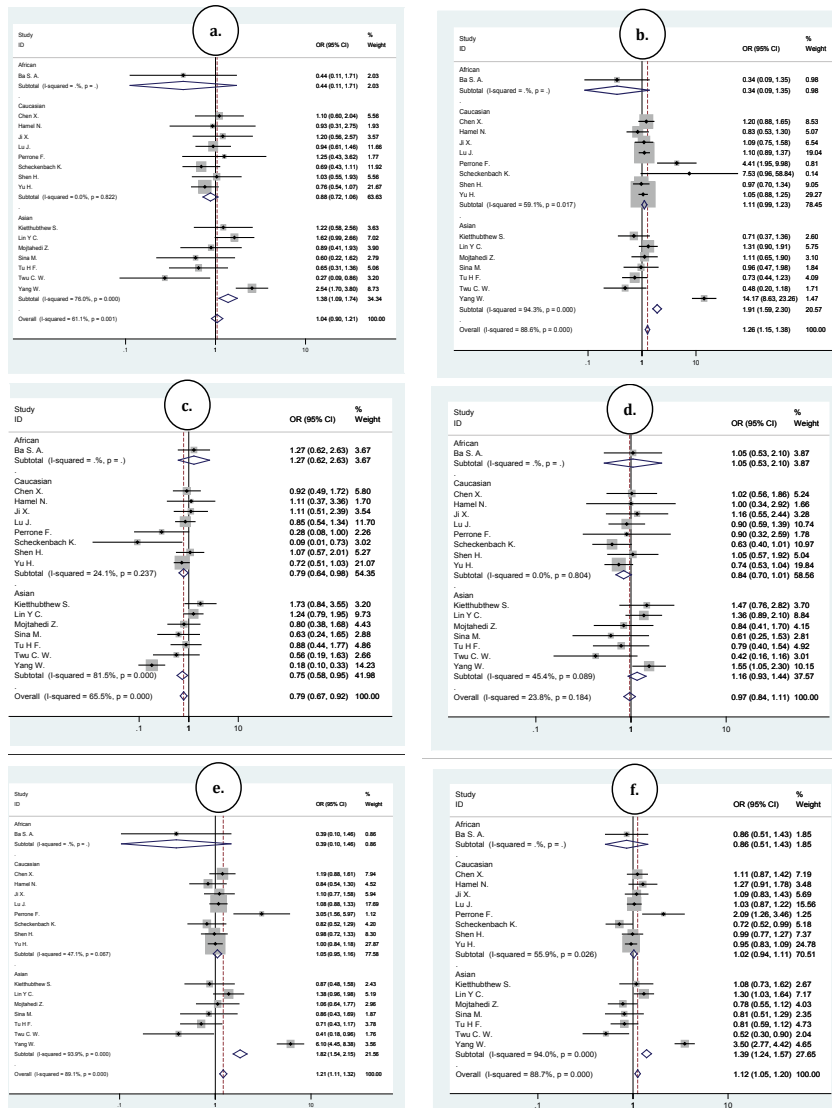 a.
Study %
ID OR (95% CI) Weight
African
Ba S. A. 0.44 (0.11, 1.71) 2.03
Subtotal (I-squared = .%, p = .) 0.44 (0.11, 1.71) 2.03
.
Caucasian
Chen X. 1.10 (0.60, 2.04) 5.56
Hamel N. 0.93 (0.31, 2.75) 1.93
Ji X. 1.20 (0.56, 2.57) 3.57
Lu J. 0.94 (0.61, 1.46) 11.66
Perrone F. 1.25 (0.43, 3.62) 1.77
Scheckenbach K. 0.69 (0.43, 1.11) 11.92
Shen H. 1.03 (0.55, 1.93) 5.56
Yu H. 0.76 (0.54, 1.07) 21.67
Subtotal (I-squared = 0.0%, p = 0.822) 0.88 (0.72, 1.06) 63.63
.
Asian
Kietthubthew S. 1.22 (0.58, 2.56) 3.63
Lin Y C. 1.62 (0.99, 2.66) 7.02
Mojtahedi Z. 0.89 (0.41, 1.93) 3.90
Sina M. 0.60 (0.22, 1.62) 2.79
Tu H F. 0.65 (0.31, 1.36) 5.06
Twu C. W. 0.27 (0.09, 0.86) 3.20
Yang W. 2.54 (1.70, 3.80) 8.73
Subtotal (I-squared = 76.0%, p = 0.000) 1.38 (1.09, 1.74) 34.34
.
Overall (I-squared = 61.1%, p = 0.001) 1.04 (0.90, 1.21) 100.00
.1 1 10
b.
Study %
ID OR (95% CI) Weight
African
Ba S. A. 0.34 (0.09, 1.35) 0.98
Subtotal (I-squared = .%, p = .) 0.34 (0.09, 1.35) 0.98
.
Caucasian
Chen X. 1.20 (0.88, 1.65) 8.53
Hamel N. 0.83 (0.53, 1.30) 5.07
Ji X. 1.09 (0.75, 1.58) 6.54
Lu J. 1.10 (0.89, 1.37) 19.04
Perrone F. 4.41 (1.95, 9.98) 0.81
Scheckenbach K. 7.53 (0.96, 58.84) 0.14
Shen H. 0.97 (0.70, 1.34) 9.05
Yu H. 1.05 (0.88, 1.25) 29.27
Subtotal (I-squared = 59.1%, p = 0.017) 1.11 (0.99, 1.23) 78.45
.
Asian
Kietthubthew S. 0.71 (0.37, 1.36) 2.60
Lin Y C. 1.31 (0.90, 1.91) 5.75
Mojtahedi Z. 1.11 (0.65, 1.90) 3.10
Sina M. 0.96 (0.47, 1.98) 1.84
Tu H F. 0.73 (0.44, 1.23) 4.09
Twu C. W. 0.48 (0.20, 1.18) 1.71
Yang W. 14.17 (8.63, 23.26) 1.47
Subtotal (I-squared = 94.3%, p = 0.000) 1.91 (1.59, 2.30) 20.57
.
Overall (I-squared = 88.6%, p = 0.000) 1.26 (1.15, 1.38) 100.00
.1 1 10
c.
Study %
ID OR (95% CI) Weight
African
Ba S. A. 1.27 (0.62, 2.63) 3.67
Subtotal (I-squared = .%, p = .) 1.27 (0.62, 2.63) 3.67
.
Caucasian
Chen X. 0.92 (0.49, 1.72) 5.80
Hamel N. 1.11 (0.37, 3.36) 1.70
Ji X. 1.11 (0.51, 2.39) 3.54
Lu J. 0.85 (0.54, 1.34) 11.70
Perrone F. 0.28 (0.08, 1.00) 2.26
Scheckenbach K. 0.09 (0.01, 0.73) 3.02
Shen H. 1.07 (0.57, 2.01) 5.27
Yu H. 0.72 (0.51, 1.03) 21.07
Subtotal (I-squared = 24.1%, p = 0.237) 0.79 (0.64, 0.98) 54.35
.
Asian
Kietthubthew S. 1.73 (0.84, 3.55) 3.20
Lin Y C. 1.24 (0.79, 1.95) 9.73
Mojtahedi Z. 0.80 (0.38, 1.68) 4.43
Sina M. 0.63 (0.24, 1.65) 2.88
Tu H F. 0.88 (0.44, 1.77) 4.86
Twu C. W. 0.56 (0.19, 1.63) 2.66
Yang W. 0.18 (0.10, 0.33) 14.23
Subtotal (I-squared = 81.5%, p = 0.000) 0.75 (0.58, 0.95) 41.98
.
Overall (I-squared = 65.5%, p = 0.000) 0.79 (0.67, 0.92) 100.00
.1 1 10
d.
Study %
ID OR (95% CI) Weight
African
Ba S. A. 1.05 (0.53, 2.10) 3.87
Subtotal (I-squared = .%, p = .) 1.05 (0.53, 2.10) 3.87
.
Caucasian
Chen X. 1.02 (0.56, 1.86) 5.24
Hamel N. 1.00 (0.34, 2.92) 1.66
Ji X. 1.16 (0.55, 2.44) 3.28
Lu J. 0.90 (0.59, 1.39) 10.74
Perrone F. 0.90 (0.32, 2.59) 1.78
Scheckenbach K. 0.63 (0.40, 1.01) 10.97
Shen H. 1.05 (0.57, 1.92) 5.04
Yu H. 0.74 (0.53, 1.04) 19.84
Subtotal (I-squared = 0.0%, p = 0.804) 0.84 (0.70, 1.01) 58.56
.
Asian
Kietthubthew S. 1.47 (0.76, 2.82) 3.70
Lin Y C. 1.36 (0.89, 2.10) 8.84
Mojtahedi Z. 0.84 (0.41, 1.70) 4.15
Sina M. 0.61 (0.25, 1.53) 2.81
Tu H F. 0.79 (0.40, 1.54) 4.92
Twu C. W. 0.42 (0.16, 1.16) 3.01
Yang W. 1.55 (1.05, 2.30) 10.15
Subtotal (I-squared = 45.4%, p = 0.089) 1.16 (0.93, 1.44) 37.57
.
Overall (I-squared = 23.8%, p = 0.184) 0.97 (0.84, 1.11) 100.00
.1 1 10
e.
Study %
ID OR (95% CI) Weight
African
Ba S. A. 0.39 (0.10, 1.46) 0.86
Subtotal (I-squared = .%, p = .) 0.39 (0.10, 1.46) 0.86
.
Caucasian
Chen X. 1.19 (0.88, 1.61) 7.94
Hamel N. 0.84 (0.54, 1.30) 4.52
Ji X. 1.10 (0.77, 1.58) 5.94
Lu J. 1.08 (0.88, 1.33) 17.69
Perrone F. 3.05 (1.56, 5.97) 1.12
Scheckenbach K. 0.82 (0.52, 1.29) 4.20
Shen H. 0.98 (0.72, 1.33) 8.30
Yu H. 1.00 (0.84, 1.18) 27.87
Subtotal (I-squared = 47.1%, p = 0.067) 1.05 (0.95, 1.16) 77.58
.
Asian
Kietthubthew S. 0.87 (0.48, 1.58) 2.43
Lin Y C. 1.38 (0.96, 1.98) 5.19
Mojtahedi Z. 1.06 (0.64, 1.77) 2.96
Sina M. 0.86 (0.43, 1.69) 1.87
Tu H F. 0.71 (0.43, 1.17) 3.78
Twu C. W. 0.41 (0.18, 0.96) 1.76
Yang W. 6.10 (4.45, 8.38) 3.56
Subtotal (I-squared = 93.9%, p = 0.000) 1.82 (1.54, 2.15) 21.56
.
Overall (I-squared = 89.1%, p = 0.000) 1.21 (1.11, 1.32) 100.00
.1 1 10
f.
Study %
ID OR (95% CI) Weight
African
Ba S. A. 0.86 (0.51, 1.43) 1.85
Subtotal (I-squared = .%, p = .) 0.86 (0.51, 1.43) 1.85
.
Caucasian
Chen X. 1.11 (0.87, 1.42) 7.19
Hamel N. 1.27 (0.91, 1.78) 3.48
Ji X. 1.09 (0.83, 1.43) 5.69
Lu J. 1.03 (0.87, 1.22) 15.56
Perrone F. 2.09 (1.26, 3.46) 1.25
Scheckenbach K. 0.72 (0.52, 0.99) 5.18
Shen H. 0.99 (0.77, 1.27) 7.37
Yu H. 0.95 (0.83, 1.09) 24.78
Subtotal (I-squared = 55.9%, p = 0.026) 1.02 (0.94, 1.11) 70.51
.
Asian
Kietthubthew S. 1.08 (0.73, 1.62) 2.67
Lin Y C. 1.30 (1.03, 1.64) 7.17
Mojtahedi Z. 0.78 (0.55, 1.12) 4.03
Sina M. 0.81 (0.51, 1.29) 2.35
Tu H F. 0.81 (0.59, 1.12) 4.73
Twu C. W. 0.52 (0.30, 0.90) 2.04
Yang W. 3.50 (2.77, 4.42) 4.65
Subtotal (I-squared = 94.0%, p = 0.000) 1.39 (1.24, 1.57) 27.65
.
Overall (I-squared = 88.7%, p = 0.000) 1.12 (1.05, 1.20) 100.00
.1 1 10